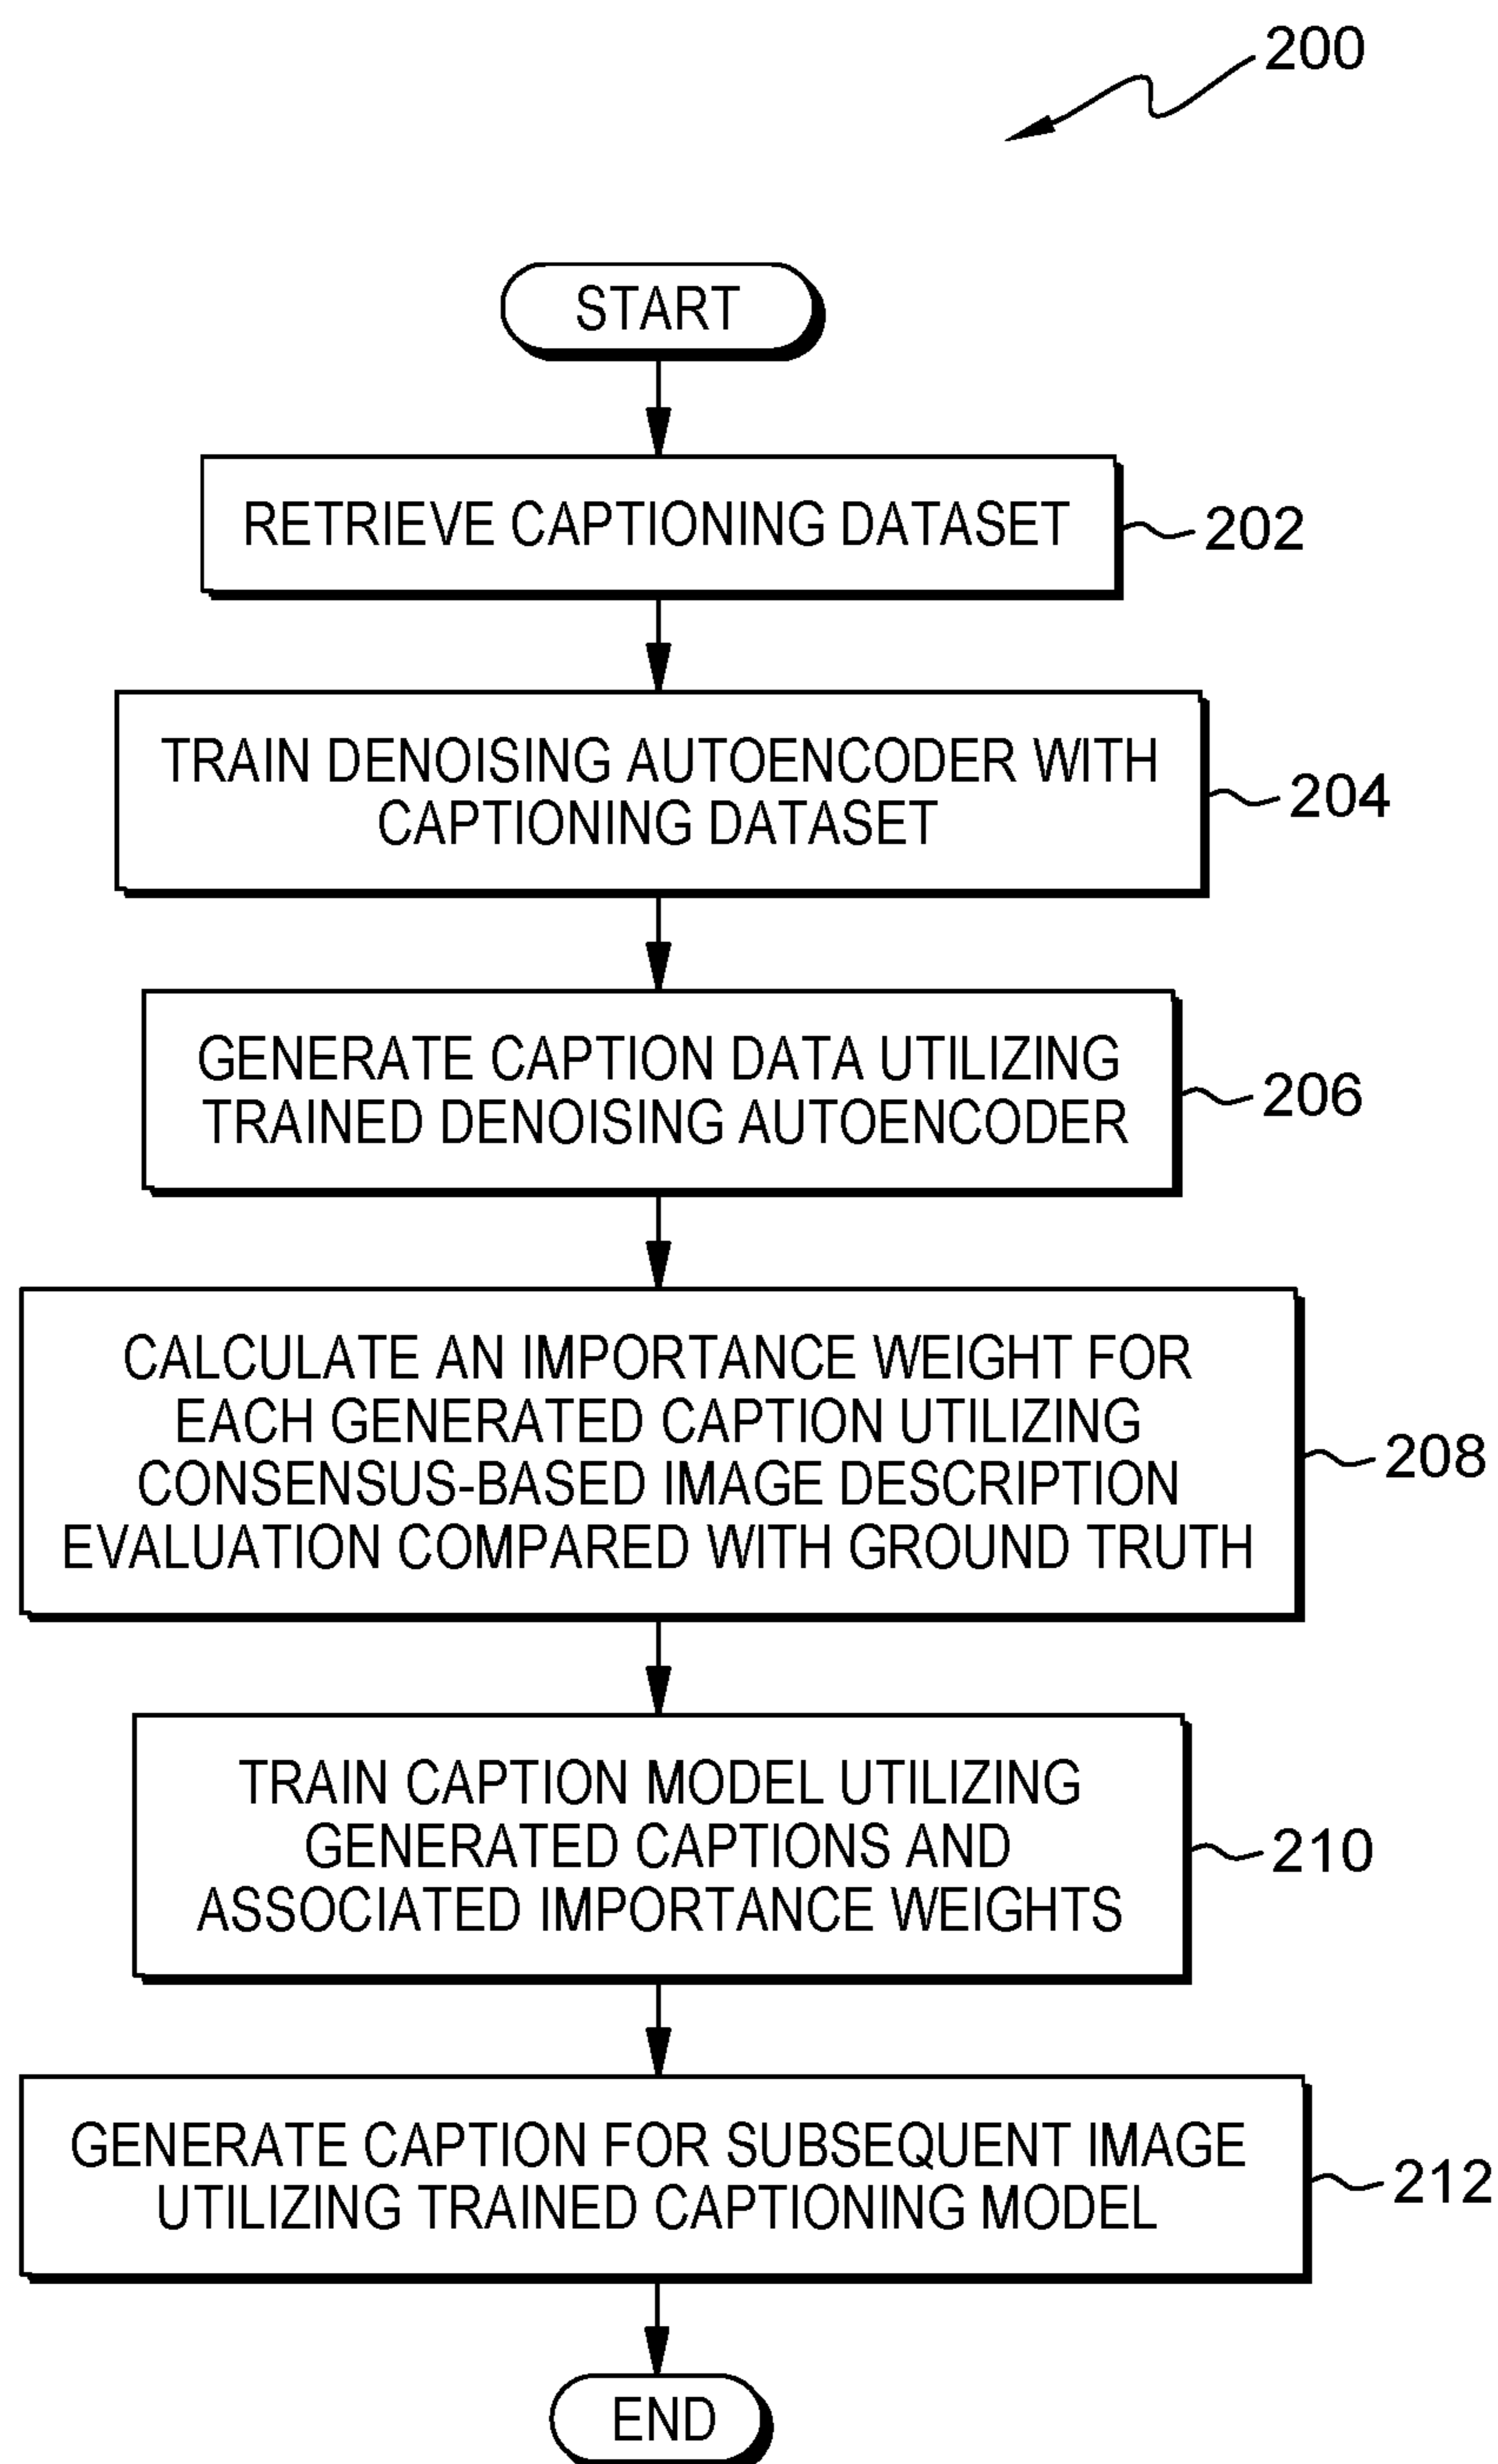 200
START
RETRIEVE CAPTIONING DATASET
202
TRAIN DENOISING AUTOENCODER WITH
CAPTIONING DATASET
204
GENERATE CAPTION DATA UTILIZING
TRAINED DENOISING AUTOENCODER
206
CALCULATE AN IMPORTANCE WEIGHT FOR
EACH GENERATED CAPTION UTILIZING
CONSENSUS-BASED IMAGE DESCRIPTION
EVALUATION COMPARED WITH GROUND TRUTH
208
TRAIN CAPTION MODEL UTILIZING
GENERATED CAPTIONS AND
ASSOCIATED IMPORTANCE WEIGHTS
210
GENERATE CAPTION FOR SUBSEQUENT IMAGE
UTILIZING TRAINED CAPTIONING MODEL
212
END